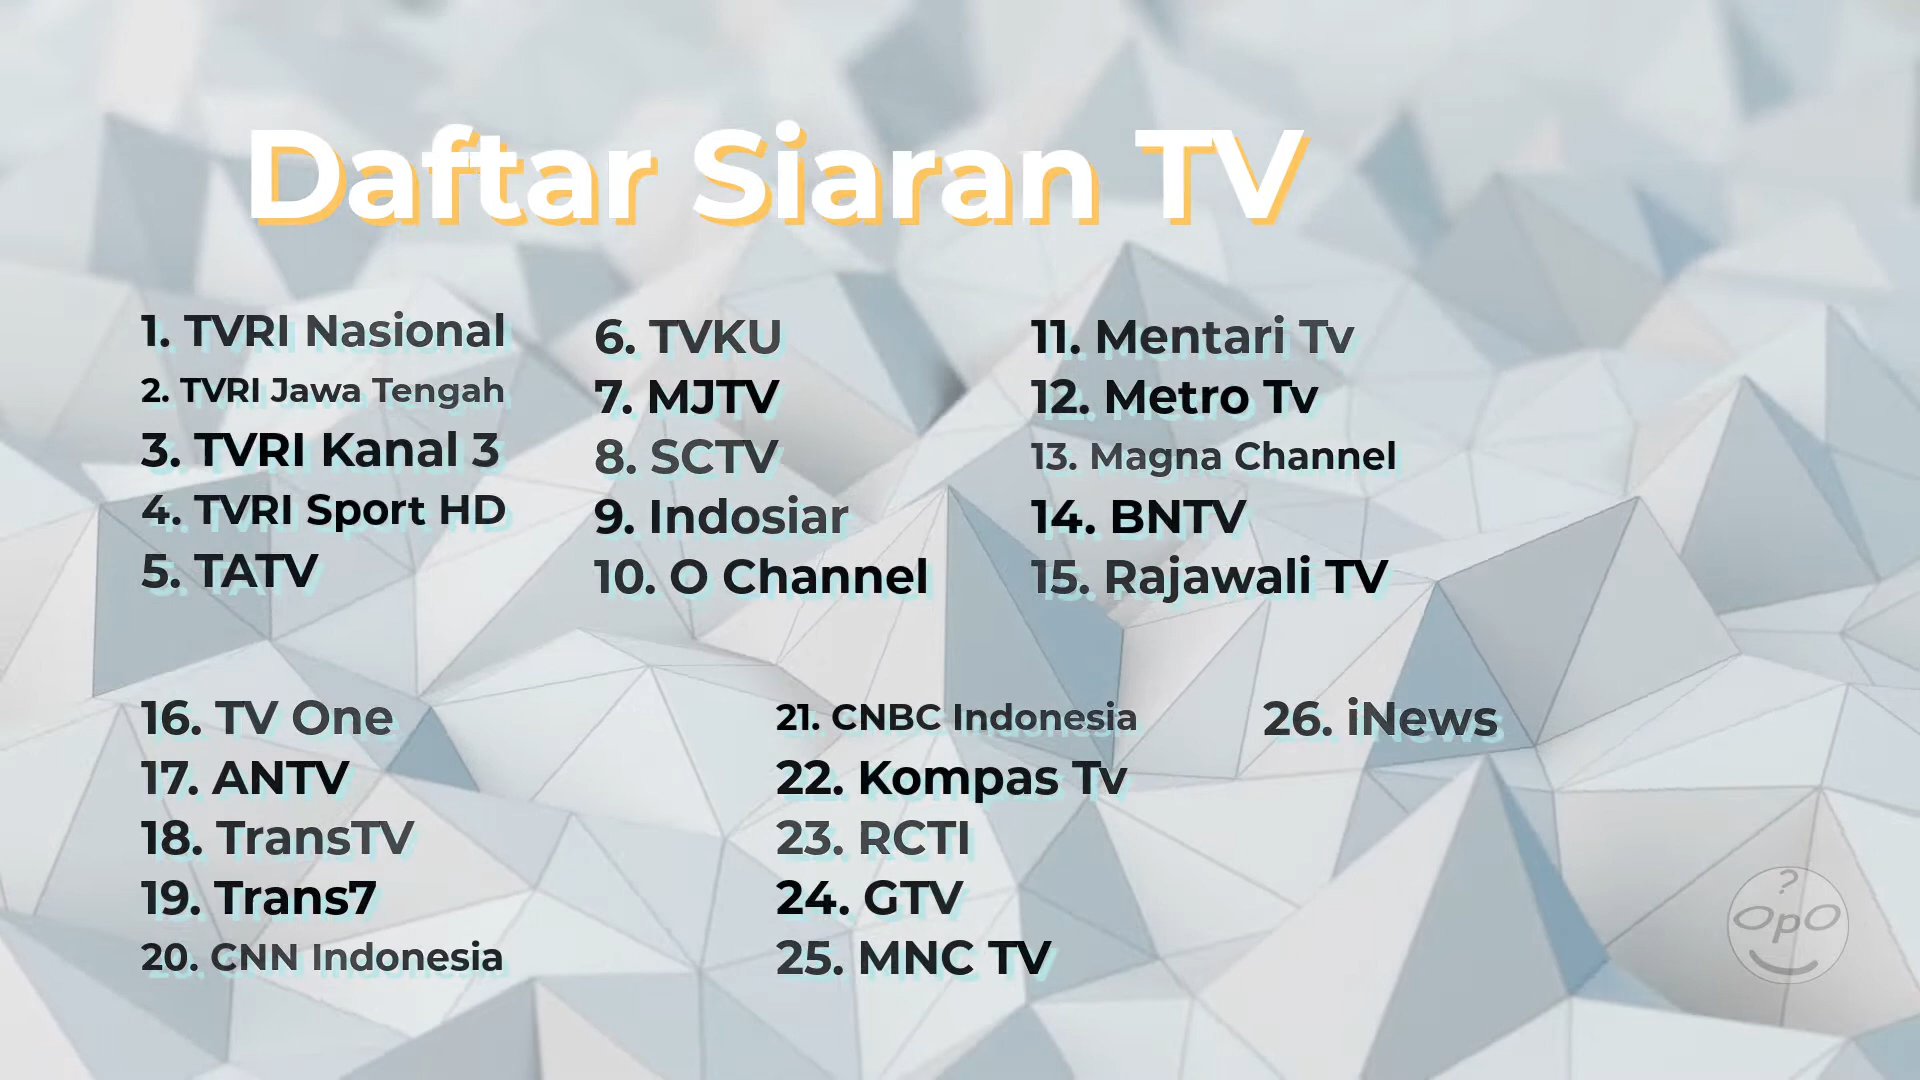 Daftar Siaran TV
1. TVRI Nasional
2. TVRI Jawa Tengah
3. TVRI Kanal 3
4. TVRI Sport HD
5. TATV
6. TVKU
7. MJTV
8. SCTV
9. Indosiar
10. O Channel
11. Mentari Tv
12. Metro Tv
13. Magna Channel
14. BNTV
15. Rajawali TV
16. TV One
17. ANTV
18. TransTV
19. Trans7
20. CNN Indonesia
21. CNBC Indonesia
22. Kompas Tv
23. RCTI
24. GTV
25. MNC TV
26. iNews
?
OpO